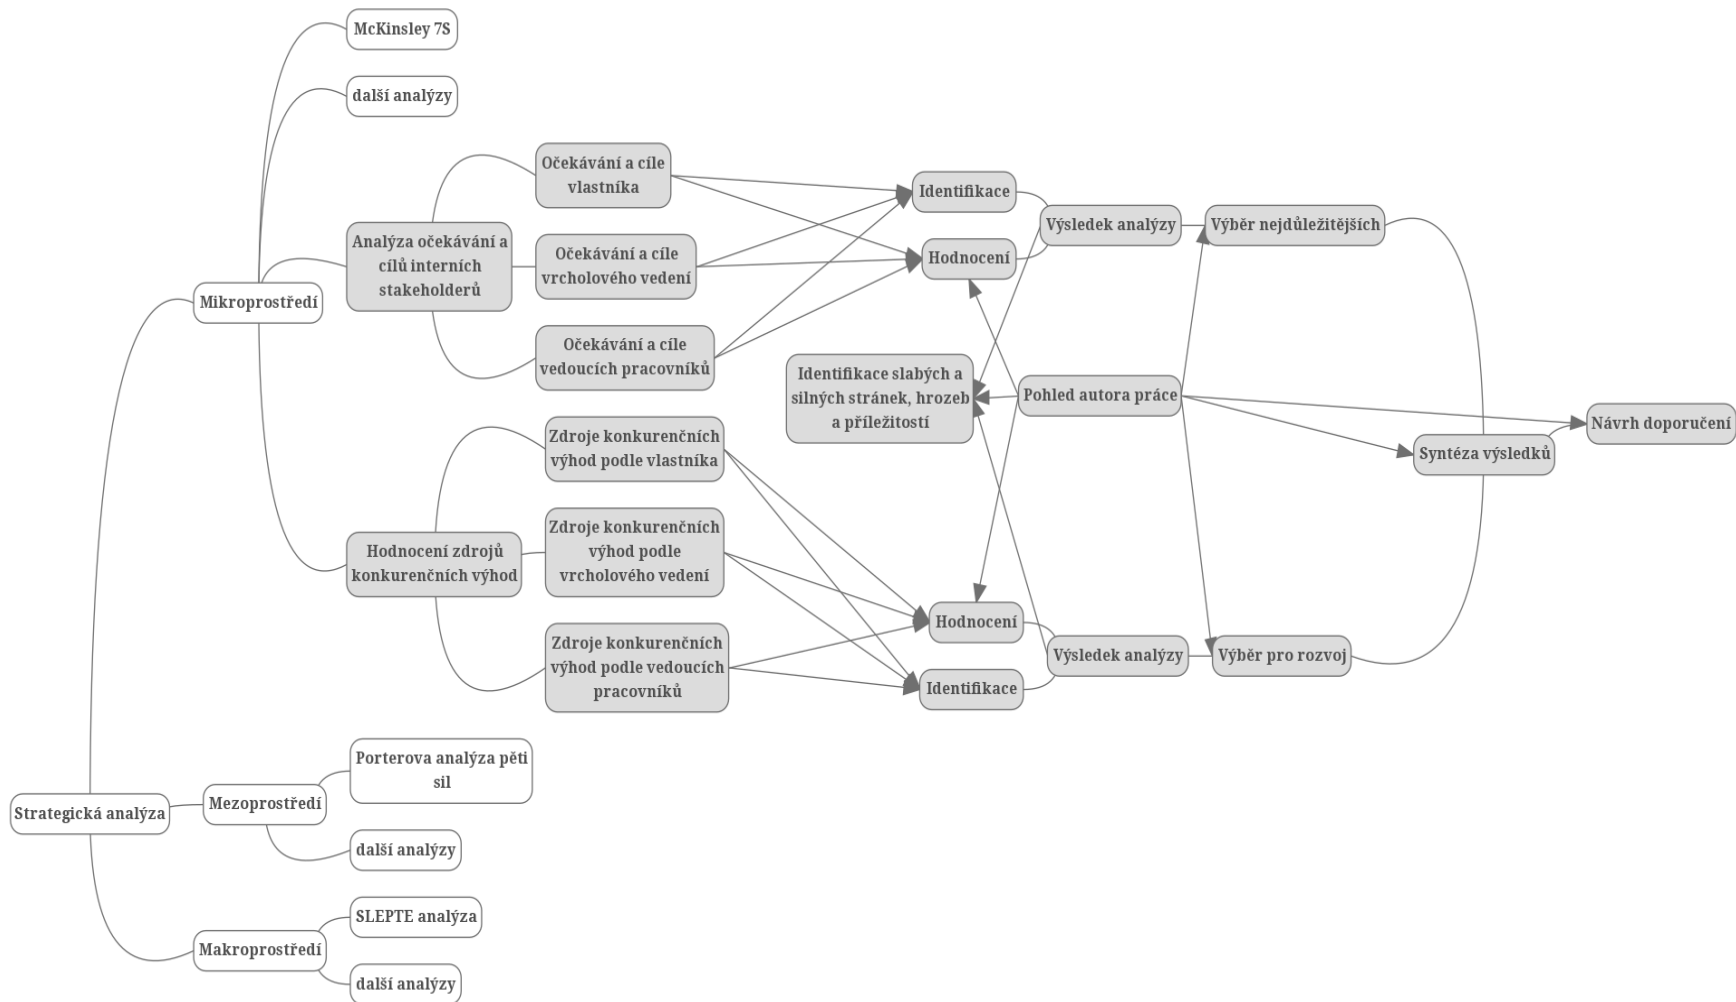 McKinsley 7S
další analýzy
Očekávání a cíle
vlastníka
Identifikace
Výsledek analýzy
Výběr nejdůležitějších
Analýza očekávání a
cílů interních
stakeholderů
Očekávání a cíle
vrcholového vedení
Hodnocení
Mikroprostředí
Očekávání a cíle
vedoucích pracovníků
Identifikace slabých a
silných stránek, hrozeb
a příležitostí
Pohled autora práce
Návrh doporučení
Syntéza výsledků
Zdroje konkurenčních
výhod podle vlastníka
Hodnocení zdrojů
konkurenčních výhod
Zdroje konkurenčních
výhod podle
vrcholového vedení
Hodnocení
Zdroje konkurenčních
výhod podle vedoucích
pracovníků
Výsledek analýzy
Výběr pro rozvoj
Identifikace
Porterova analýza pěti
sil
Strategická analýza
Mezoprostředí
další analýzy
SLEPTE analýza
Makroprostředí
další analýzy